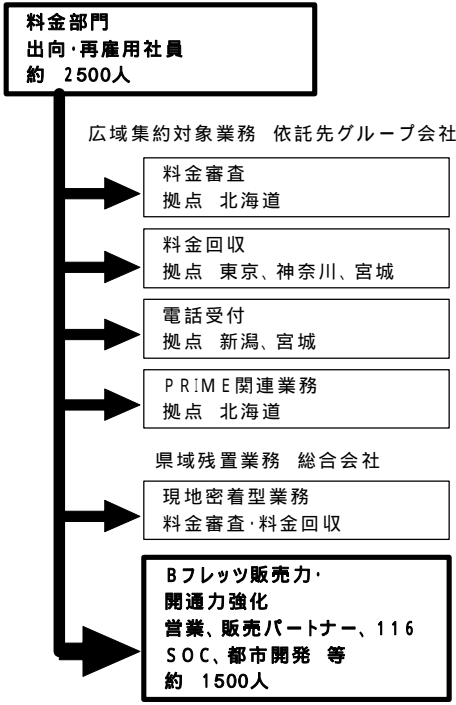 料金部門
出向・再雇用社員
約 2500人
広域集約対象業務 依託先グループ会社
料金審査
拠点 北海道
料金回収
拠点 東京、神奈川、宮城
電話受付
拠点 新潟、宮城
PRIME関連業務
拠点 北海道
県域残置業務 総合会社
現地密着型業務
料金審査・料金回収
Bフレッツ販売力・
開通力強化
営業、販売パートナー、116
SOC、都市開発 等
約 1500人